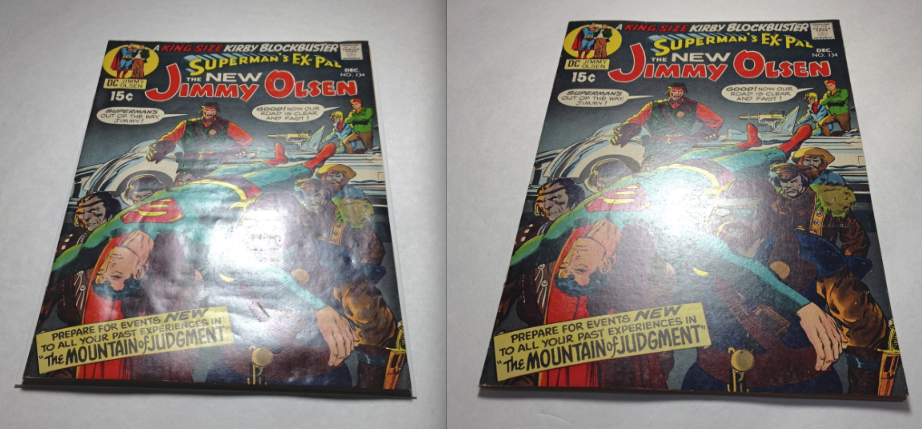 A KING-SIZE KIRBY BLOCKBUSTER
SUPERMAN'S EX-PAL
THE NEW
JIMMY OLSEN
DC JIMMY
OLSEN
15¢
DEC.
NO. 134
SUPERMAN'S
OUT OF THE WAY,
JIMMY!
GOOD! NOW OUR
ROAD IS CLEAR
AND FAST!
PREPARE FOR EVENTS NEW
TO ALL YOUR PAST EXPERIENCES IN
"THE MOUNTAIN of JUDGMENT"
A KING-SIZE KIRBY BLOCKBUSTER
SUPERMAN'S EX-PAL
THE NEW
JIMMY OLSEN
DC JIMMY
OLSEN
15¢
DEC.
NO. 134
SUPERMAN'S
OUT OF THE WAY,
JIMMY!
GOOD! NOW OUR
ROAD IS CLEAR
AND FAST!
PREPARE FOR EVENTS NEW
TO ALL YOUR PAST EXPERIENCES IN
"THE MOUNTAIN of JUDGMENT"